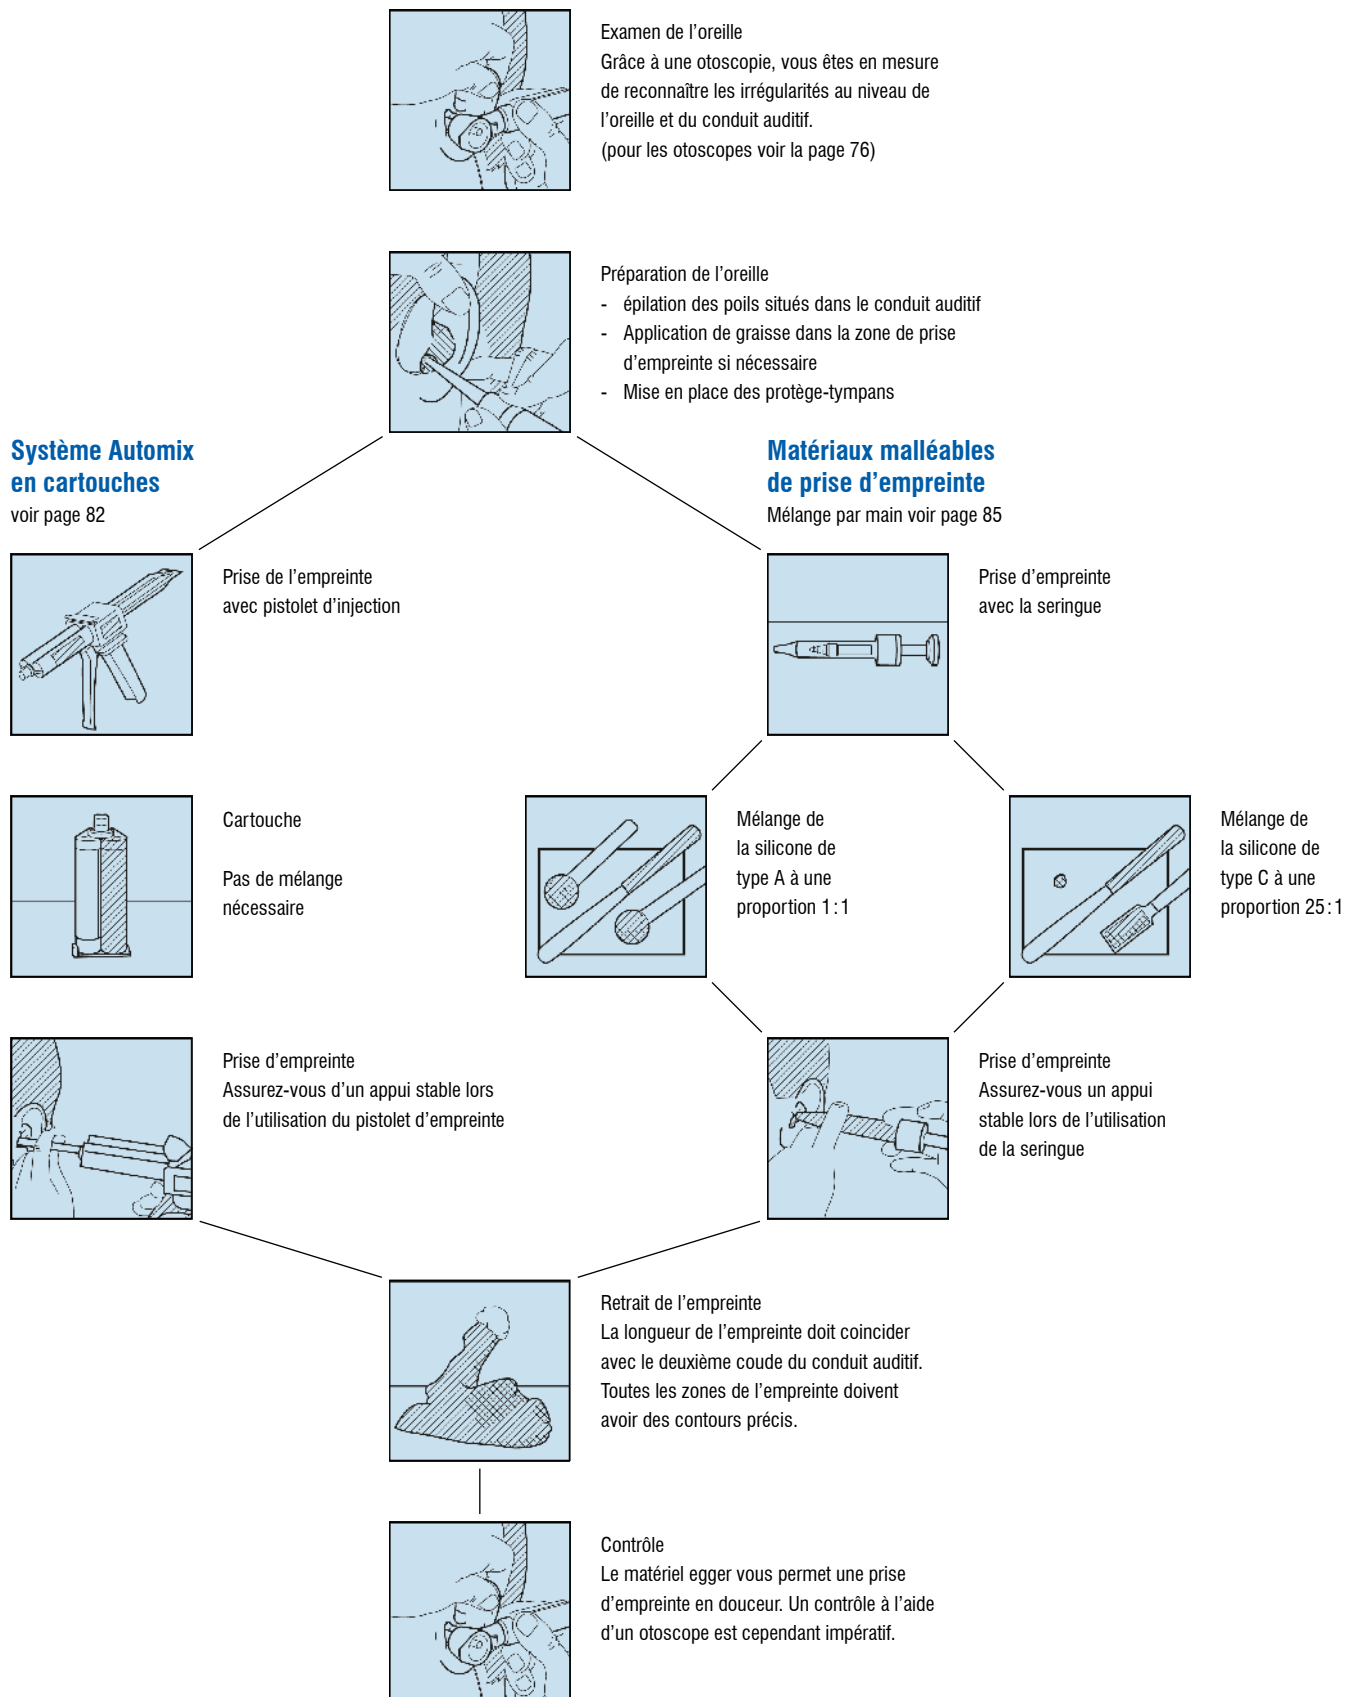 Examen de l’oreille
Grâce à une otoscopie, vous êtes en mesure
de reconnaître les irrégularités au niveau de
l’oreille et du conduit auditif.
(pour les otoscopes voir la page 76)
Préparation de l’oreille
- épilation des poils situés dans le conduit auditif
- Application de graisse dans la zone de prise
d’empreinte si nécessaire
- Mise en place des protège-tympans
Système Automix
en cartouches
voir page 82
Matériaux malléables
de prise d’empreinte
Mélange par main voir page 85
Prise de l’empreinte
avec pistolet d’injection
Prise d’empreinte
avec la seringue
Cartouche
Pas de mélange
nécessaire
Mélange de
la silicone de
type A à une
proportion 1:1
Mélange de
la silicone de
type C à une
proportion 25:1
Prise d’empreinte
Assurez-vous d’un appui stable lors
de l’utilisation du pistolet d’empreinte
Prise d’empreinte
Assurez-vous un appui
stable lors de l’utilisation
de la seringue
Retrait de l’empreinte
La longueur de l’empreinte doit coincider
avec le deuxième coude du conduit auditif.
Toutes les zones de l’empreinte doivent
avoir des contours précis.
Contrôle
Le matériel egger vous permet une prise
d’empreinte en douceur. Un contrôle à l’aide
d’un otoscope est cependant impératif.